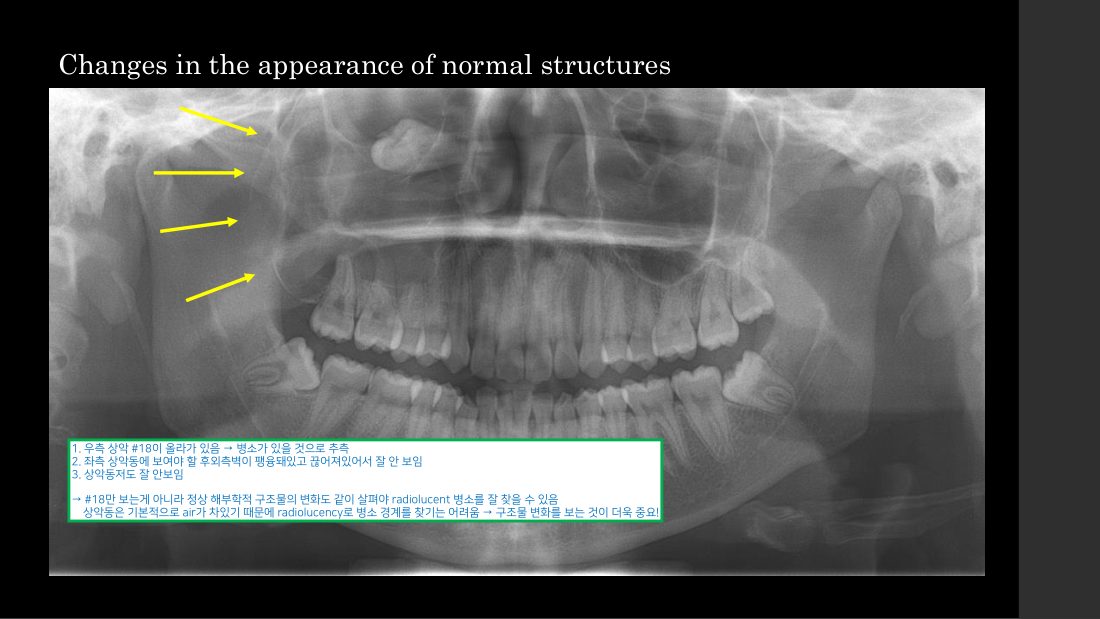 Changes in the appearance of normal structures
1. 우측 상악 #18이 올라가 있음 → 병소가 있을 것으로 추측
2. 좌측 상악동에 보여야 할 후외측벽이 팽융돼있고 끊어져있어서 잘 안 보임
3. 상악동저도 잘 안보임
→ #18만 보는게 아니라 정상 해부학적 구조물의 변화도 같이 살펴야 radiolucent 병소를 잘 찾을 수 있음
상악동은 기본적으로 air가 차있기 때문에 radiolucency로 병소 경계를 찾기는 어려움 → 구조물 변화를 보는 것이 더욱 중요!